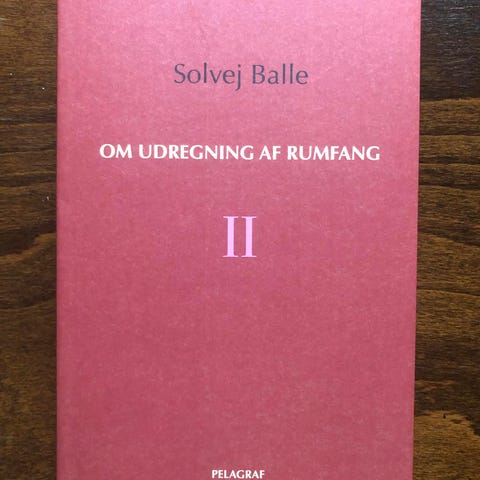 Solvej Balle
OM UDREGNING AF RUMFANG
II
PELAGRAF